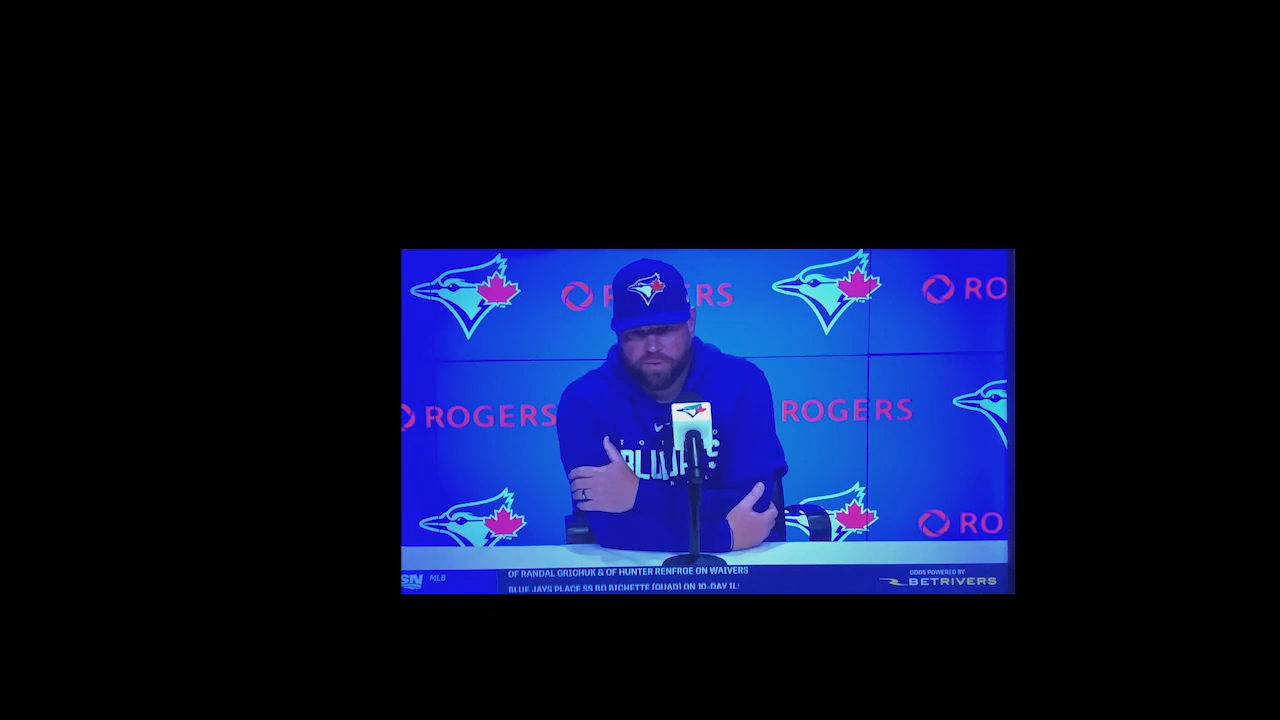 ROGERS
RO
ROGERS
ROGERS
TORONTO
BLUE JAYS
RO
SN
MLB
OF RANDAL GRICHUK & OF HUNTER RENFROE ON WAIVERS
BLUE JAYS PLACE SS BO BICHETTE (QUAD) ON 10-DAY IL:
ODDS POWERED BY
BETRIVERS